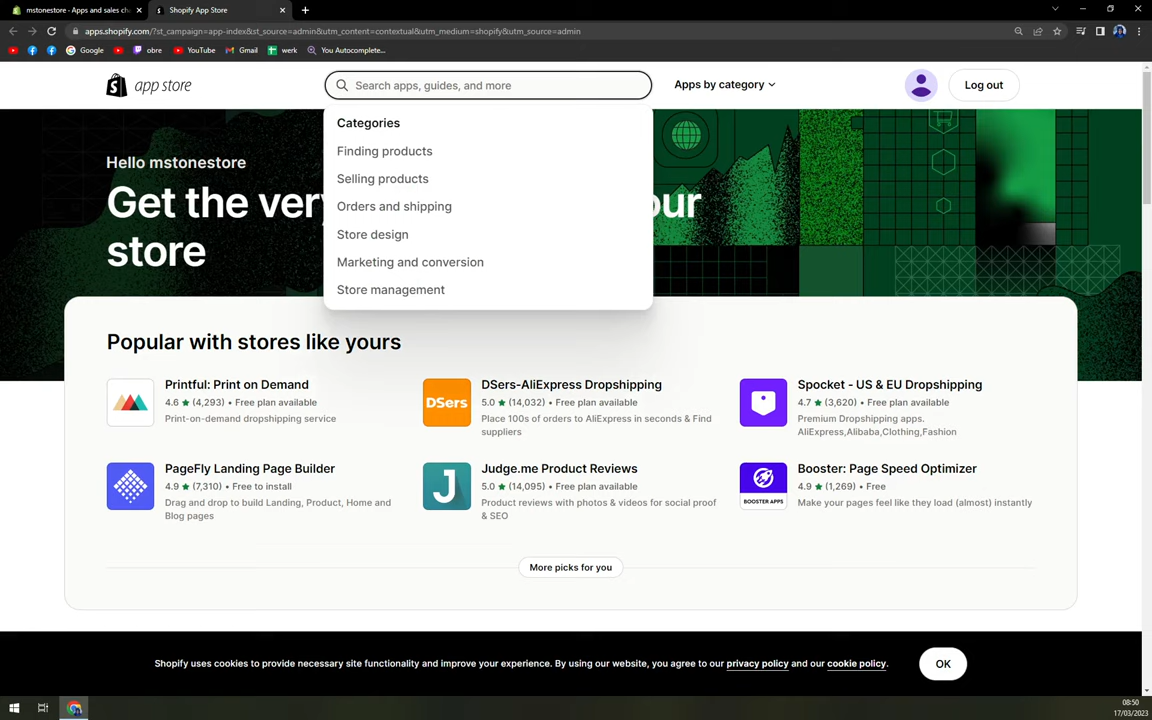 mstonestore - Apps and sales ch
Shopify App Store
apps.shopify.com/?st_campaign=app-index&st_source=admin&utm_content=contextual&utm_medium=shopify&utm_source=admin
Google
obre
YouTube
Gmail
werk
You Autocomplete...
app store
Search apps, guides, and more
Apps by category
Log out
Categories
Finding products
Selling products
Orders and shipping
Store design
Marketing and conversion
Store management
Hello mstonestore
Get the very our
store
Popular with stores like yours
Printful: Print on Demand
4.6 ★ (4,293) • Free plan available
Print-on-demand dropshipping service
DSers
DSers-AliExpress Dropshipping
5.0 ★ (14,032) • Free plan available
Place 100s of orders to AliExpress in seconds & Find
suppliers
Spocket - US & EU Dropshipping
4.7 ★ (3,620) • Free plan available
Premium Dropshipping apps.
AliExpress,Alibaba,Clothing,Fashion
PageFly Landing Page Builder
4.9 ★ (7,310) • Free to install
Drag and drop to build Landing, Product, Home and
Blog pages
J
Judge.me Product Reviews
5.0 ★ (14,095) • Free plan available
Product reviews with photos & videos for social proof
& SEO
BOOSTER APPS
Booster: Page Speed Optimizer
4.9 ★ (1,269) • Free
Make your pages feel like they load (almost) instantly
More picks for you
Shopify uses cookies to provide necessary site functionality and improve your experience. By using our website, you agree to our privacy policy and our cookie policy.
OK
08:50
17/03/2023